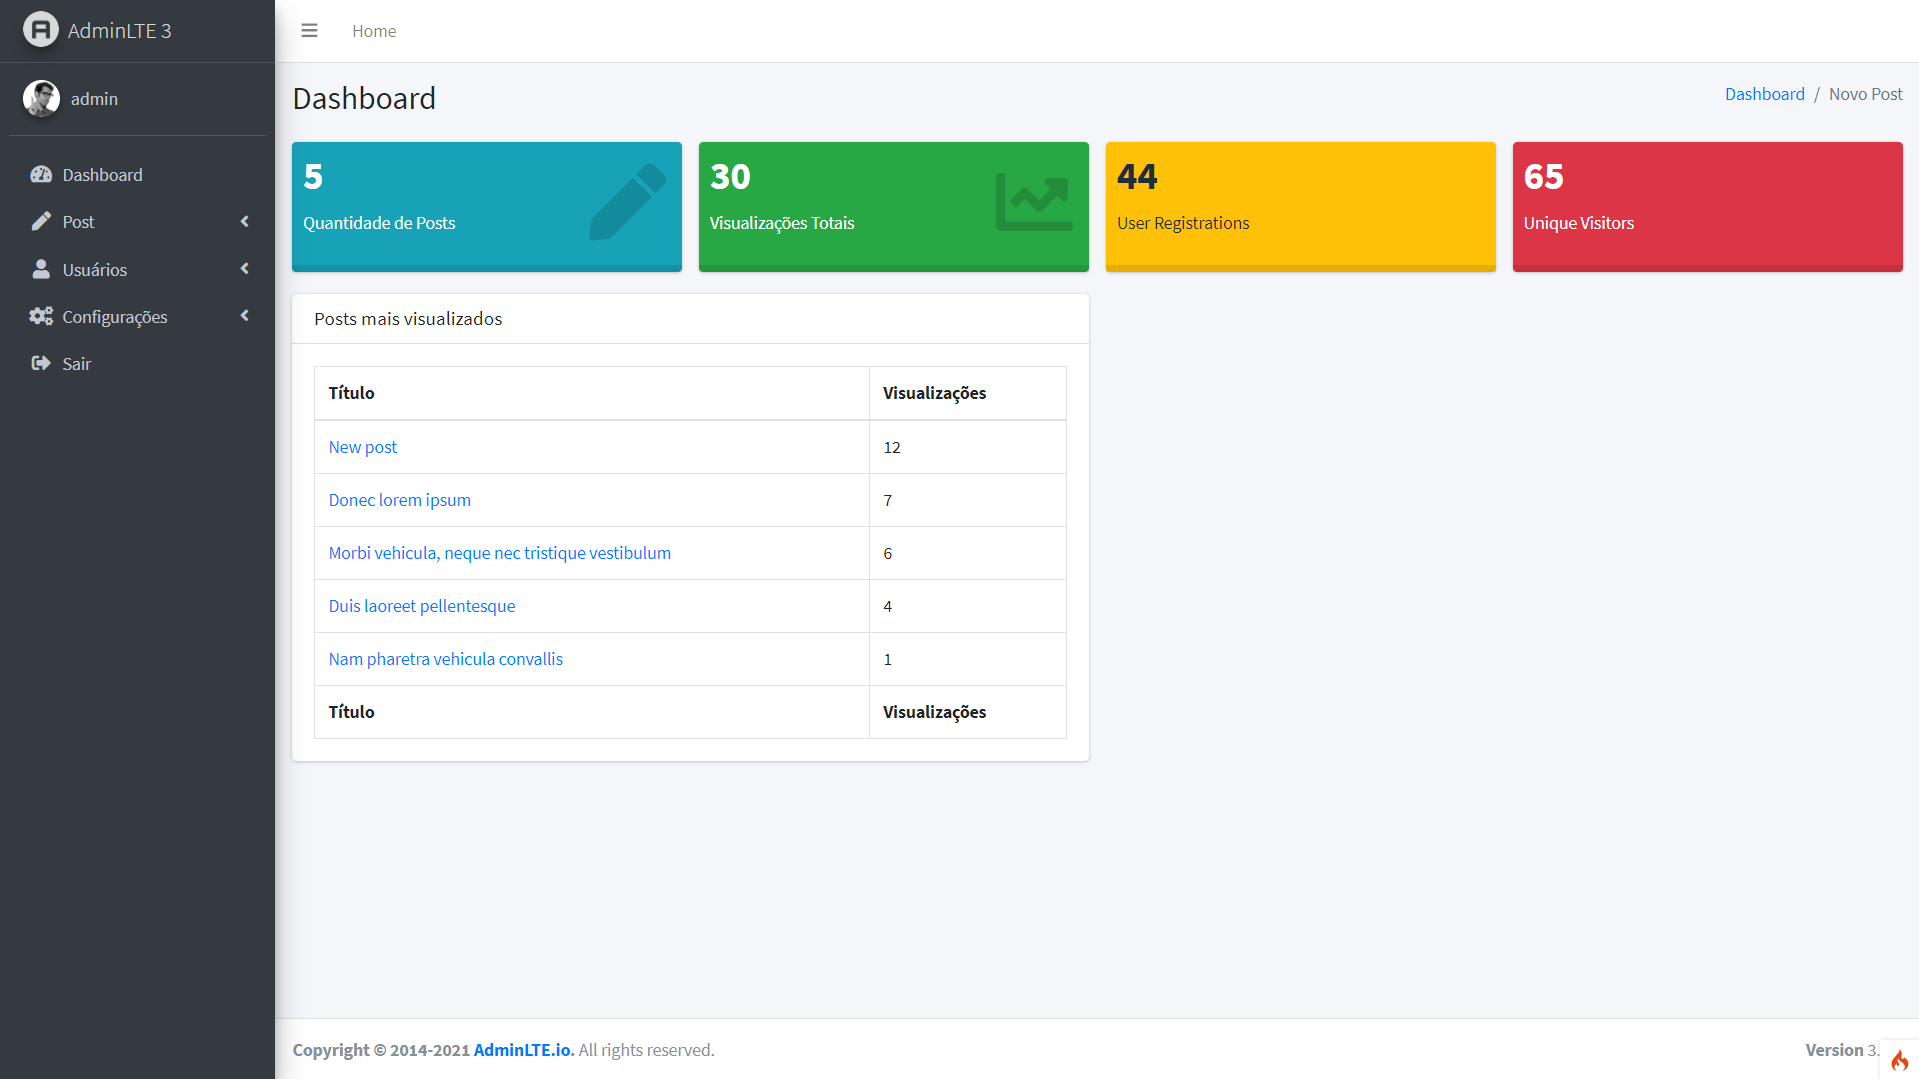 AdminLTE 3
Home
admin
Dashboard
Post
Usuários
Configurações
Sair
Dashboard
Dashboard / Novo Post
5
Quantidade de Posts
30
Visualizações Totais
44
User Registrations
65
Unique Visitors
Posts mais visualizados
Título Visualizações
New post 12
Donec lorem ipsum 7
Morbi vehicula, neque nec tristique vestibulum 6
Duis laoreet pellentesque 4
Nam pharetra vehicula convallis 1
Título Visualizações
Copyright © 2014-2021 AdminLTE.io. All rights reserved.
Version 3.